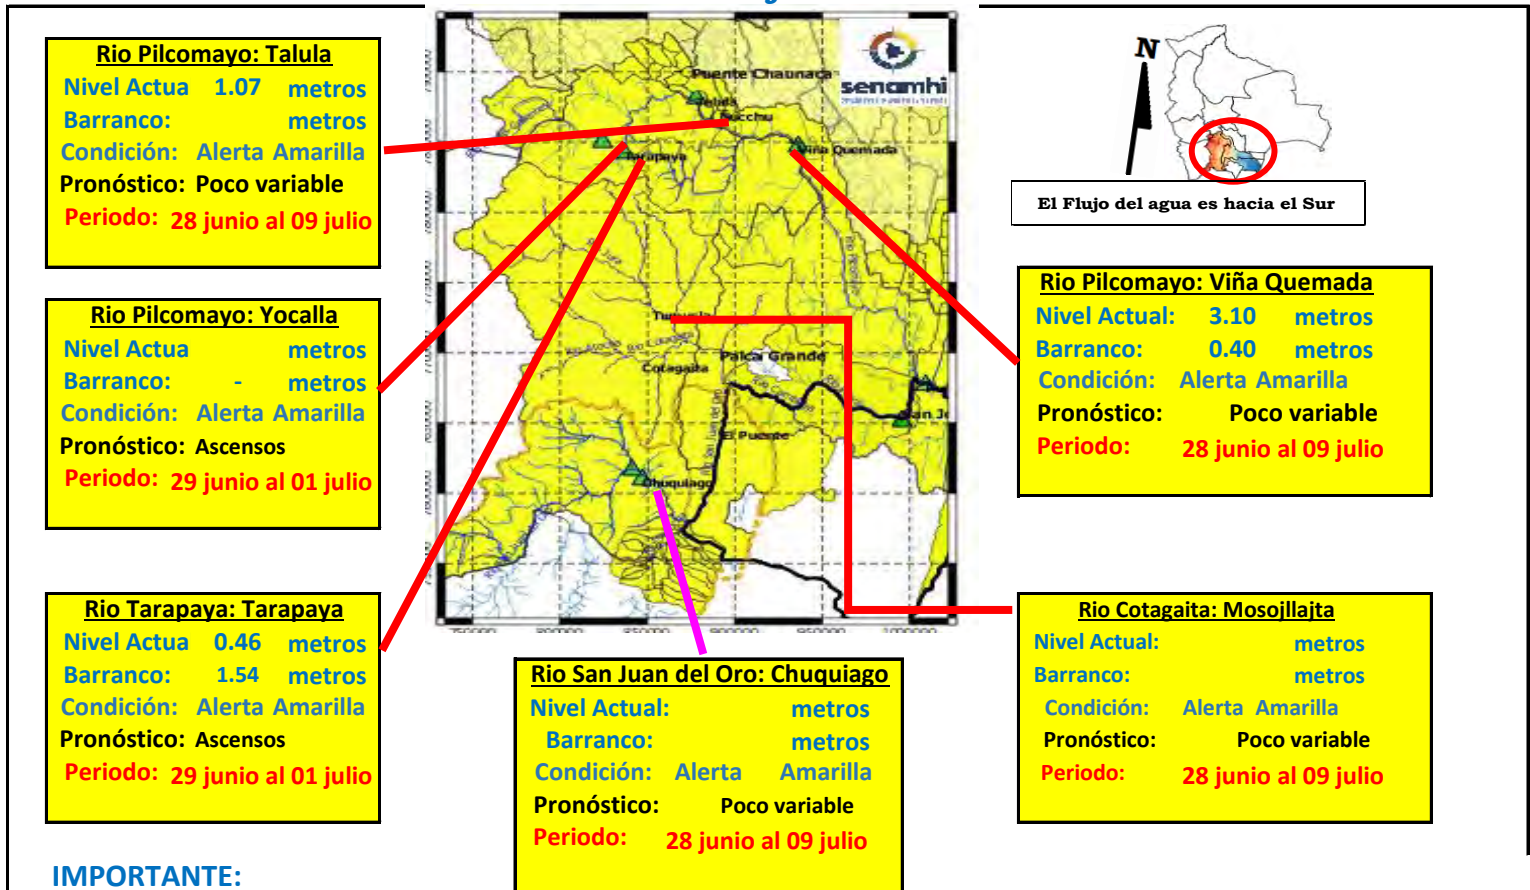 Rio Pilcomayo: Talula
Nivel Actua 1.07 metros
Barranco: metros
Condición: Alerta Amarilla
Pronóstico: Poco variable
Periodo: 28 junio al 09 julio
Rio Pilcomayo: Yocalla
Nivel Actua metros
Barranco: - metros
Condición: Alerta Amarilla
Pronóstico: Ascensos
Periodo: 29 junio al 01 julio
Rio Tarapaya: Tarapaya
Nivel Actua 0.46 metros
Barranco: 1.54 metros
Condición: Alerta Amarilla
Pronóstico: Ascensos
Periodo: 29 junio al 01 julio
IMPORTANTE:
senamhi
Puente Chaunaca
Talula
Tarapaya
Viña Quemada
Palca Grande
Cotagaita
El Puente
Chuquiago
Rio San Juan del Oro: Chuquiago
Nivel Actual: metros
Barranco: metros
Condición: Alerta Amarilla
Pronóstico: Poco variable
Periodo: 28 junio al 09 julio
N
El Flujo del agua es hacia el Sur
Rio Pilcomayo: Viña Quemada
Nivel Actual: 3.10 metros
Barranco: 0.40 metros
Condición: Alerta Amarilla
Pronóstico: Poco variable
Periodo: 28 junio al 09 julio
Rio Cotagaita: Mosojllajta
Nivel Actual: metros
Barranco: metros
Condición: Alerta Amarilla
Pronóstico: Poco variable
Periodo: 28 junio al 09 julio